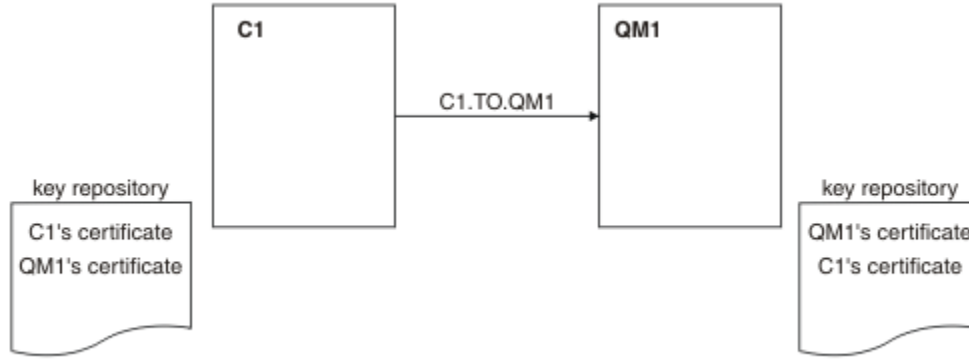 C1
QM1
C1.TO.QM1
key repository
C1's certificate
QM1's certificate
key repository
QM1's certificate
C1's certificate